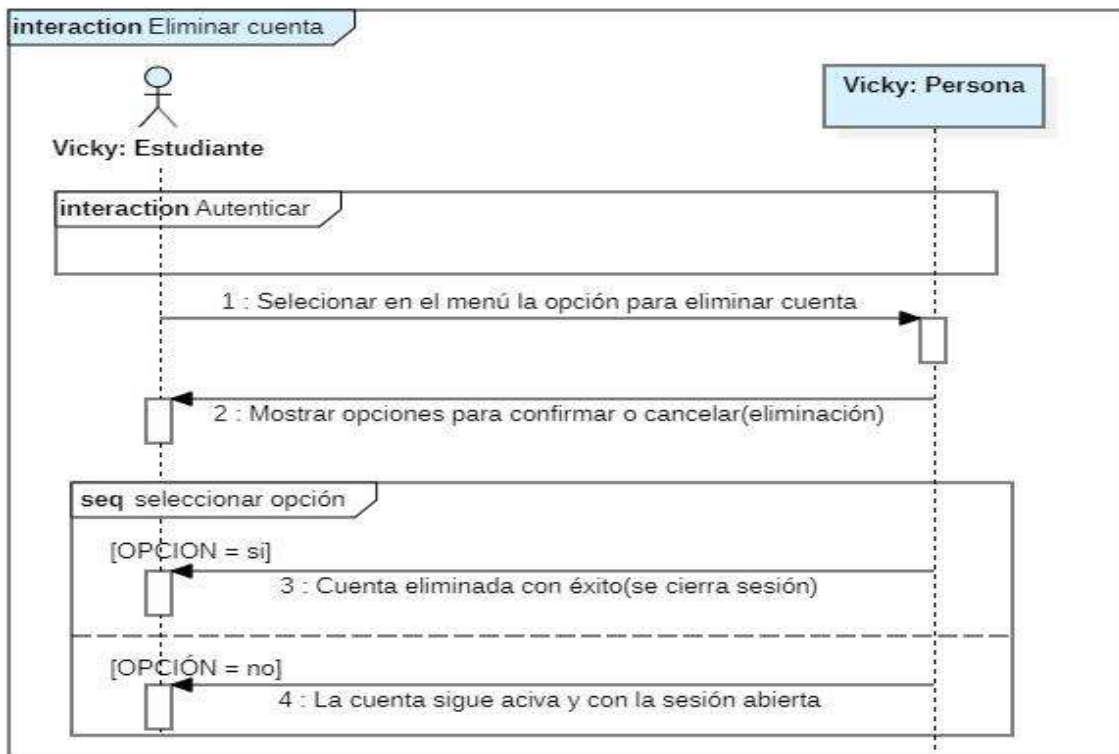 interaction Eliminar cuenta
Vicky: Persona
Vicky: Estudiante
interaction Autenticar
1 : Selecionar en el menú la opción para eliminar cuenta
2 : Mostrar opciones para confirmar o cancelar(eliminación)
seq seleccionar opción
[OPCION = si]
3 : Cuenta eliminada con éxito(se cierra sesión)
[OPCIÓN = no]
4 : La cuenta sigue aciva y con la sesión abierta